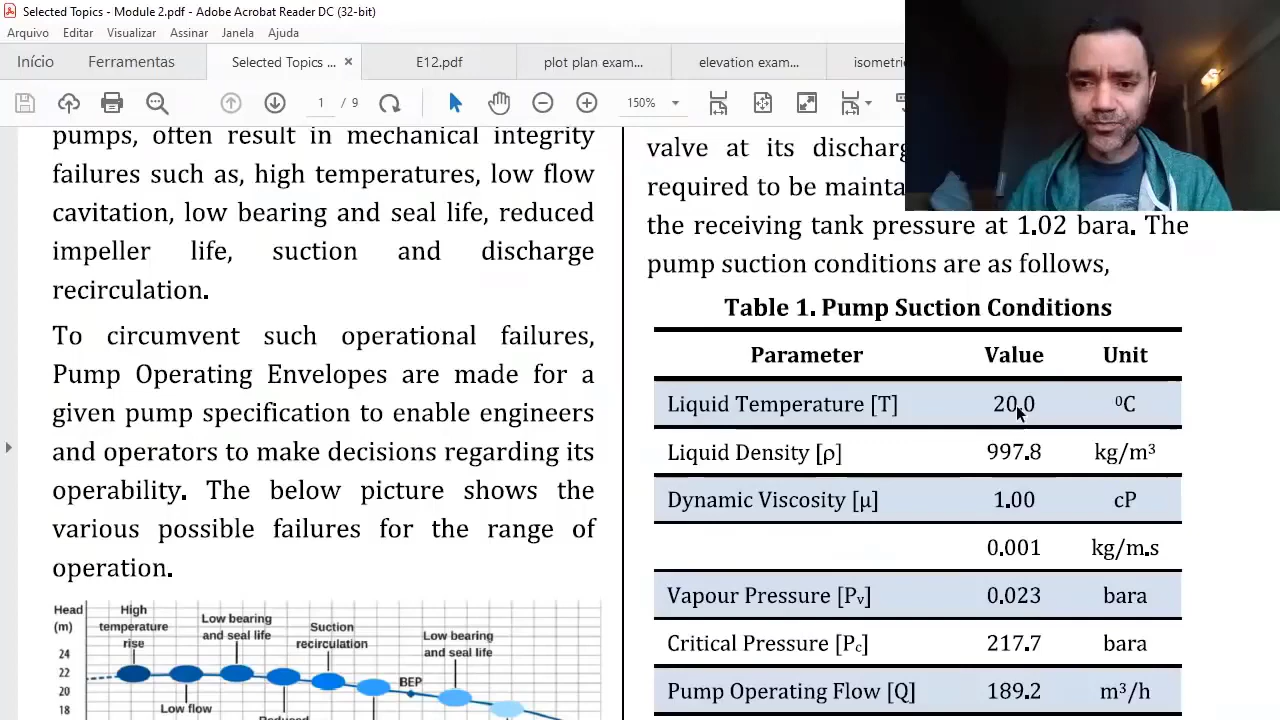 Selected Topics - Module 2.pdf - Adobe Acrobat Reader DC (32-bit)
Arquivo Editar Visualizar Assinar Janela Ajuda
Início Ferramentas Selected Topics ... × E12.pdf plot plan exam... elevation exam... isometri
1 / 9 150%
pumps, often result in mechanical integrity
failures such as, high temperatures, low flow
cavitation, low bearing and seal life, reduced
impeller life, suction and discharge
recirculation.
To circumvent such operational failures,
Pump Operating Envelopes are made for a
given pump specification to enable engineers
and operators to make decisions regarding its
operability. The below picture shows the
various possible failures for the range of
operation.
Head
(m)
24
22
20
18
High
temperature
rise
Low bearing
and seal life
Suction
recirculation
Low bearing
and seal life
BEP
Low flow
Reduced
valve at its discharg
required to be mainta
the receiving tank pressure at 1.02 bara. The
pump suction conditions are as follows,
Table 1. Pump Suction Conditions
Parameter Value Unit
Liquid Temperature [T] 20.0 ⁰C
Liquid Density [ρ] 997.8 kg/m³
Dynamic Viscosity [μ] 1.00 cP
0.001 kg/m.s
Vapour Pressure [Pᵥ] 0.023 bara
Critical Pressure [P꜀] 217.7 bara
Pump Operating Flow [Q] 189.2 m³/h